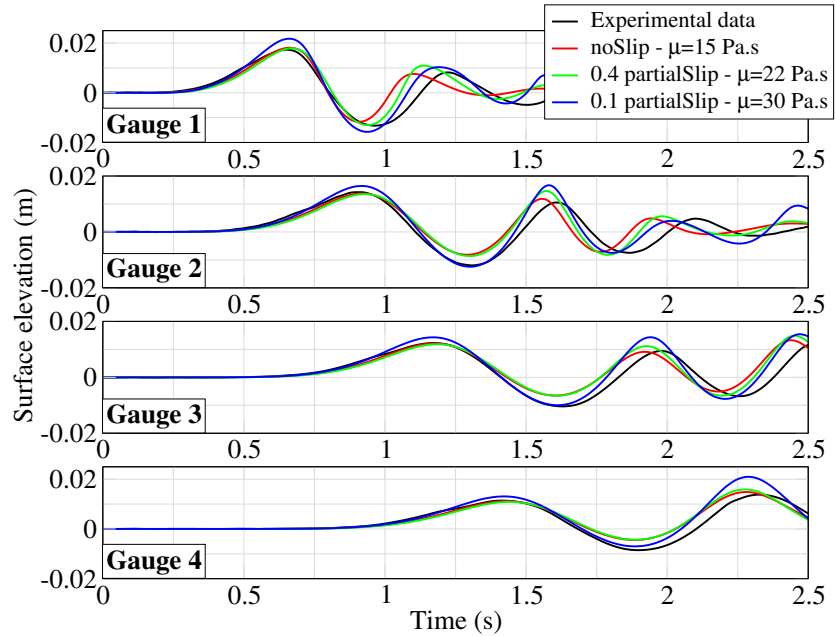 Experimental data
noSlip - μ=15 Pa.s
0.4 partialSlip - μ=22 Pa.s
0.1 partialSlip - μ=30 Pa.s
0.02
0
-0.02
Gauge 1
0 0.5 1 1.5 2 2.5
0.02
0
-0.02
Gauge 2
0 0.5 1 1.5 2 2.5
0.02
0
-0.02
Gauge 3
0 0.5 1 1.5 2 2.5
0.02
0
-0.02
Gauge 4
0 0.5 1 1.5 2 2.5
Time (s)
Surface elevation (m)